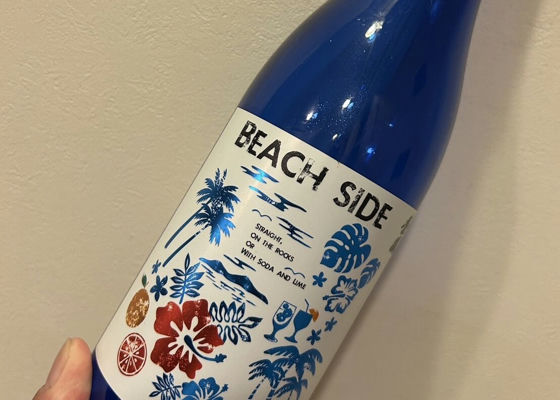 BEACH SIDE
STRAIGHT,
ON THE ROCKS
OR
WITH SODA AND LIME